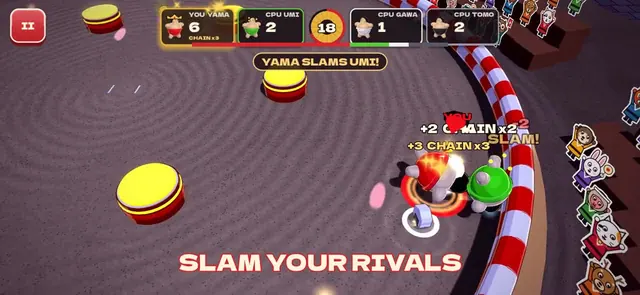 YOU YAMA
6
CHAIN x3
CPU UMI
2
18
CPU GAWA
1
CPU TOMO
2
YAMA SLAMS UMI!
YOU
+2 CHAIN x2
SLAM!
+3 CHAIN x3
SLAM YOUR RIVALS